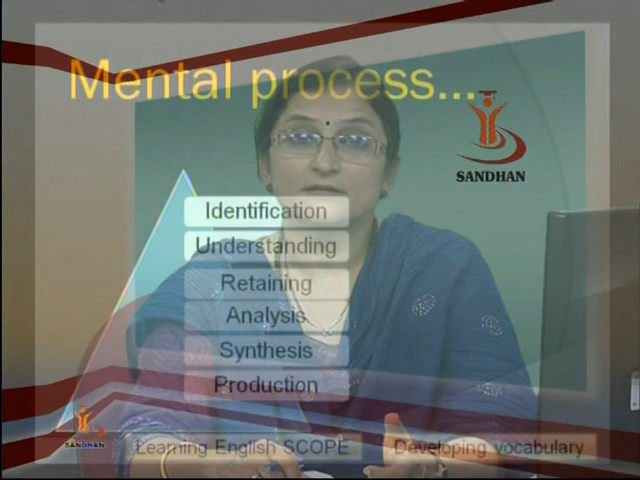 Mental process...
SANDHAN
Identification
Understanding
Retaining
Analysis
Synthesis
Production
SANDHAN
Learning English SCOPE
Developing vocabulary